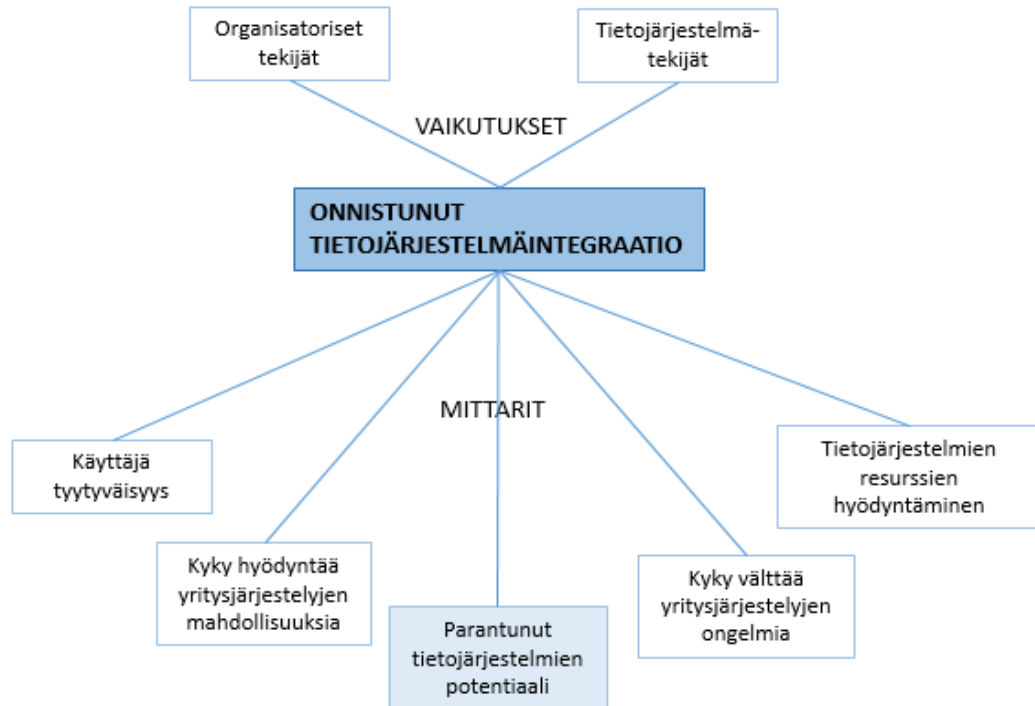 Organisatoriset
tekijät
Tietojärjestelmä-
tekijät
VAIKUTUKSET
ONNISTUNUT
TIETOJÄRJESTELMÄINTEGRAATIO
MITTARIT
Käyttäjä
tyytyväisyys
Kyky hyödyntää
yritysjärjestelyjen
mahdollisuuksia
Parantunut
tietojärjestelmien
potentiaali
Kyky välttää
yritysjärjestelyjen
ongelmia
Tietojärjestelmien
resurssien
hyödyntäminen